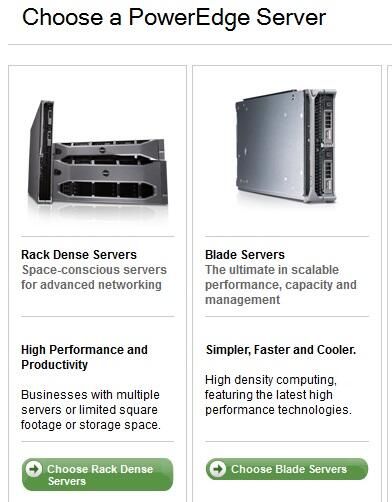 Choose a PowerEdge Server
Rack Dense Servers
Space-conscious servers
for advanced networking
High Performance and
Productivity
Businesses with multiple
servers or limited square
footage or storage space.
Choose Rack Dense
Servers
Blade Servers
The ultimate in scalable
performance, capacity and
management
Simpler, Faster and Cooler.
High density computing,
featuring the latest high
performance technologies.
Choose Blade Servers